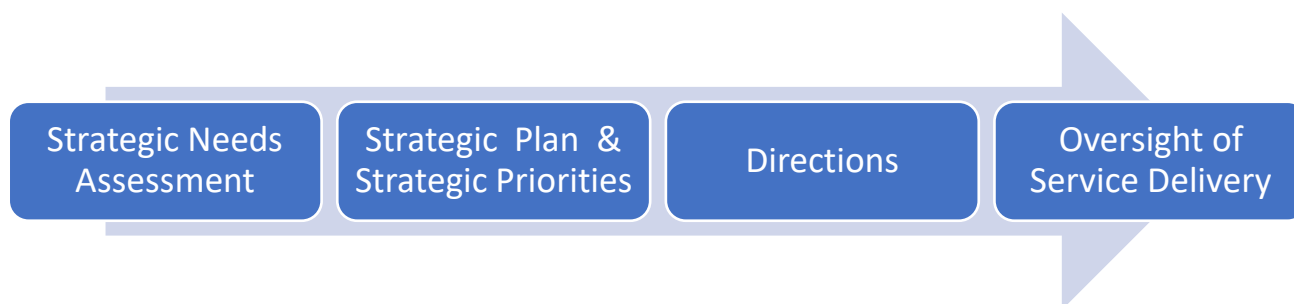 Strategic Needs
Assessment
Strategic Plan &
Strategic Priorities
Directions
Oversight of
Service Delivery